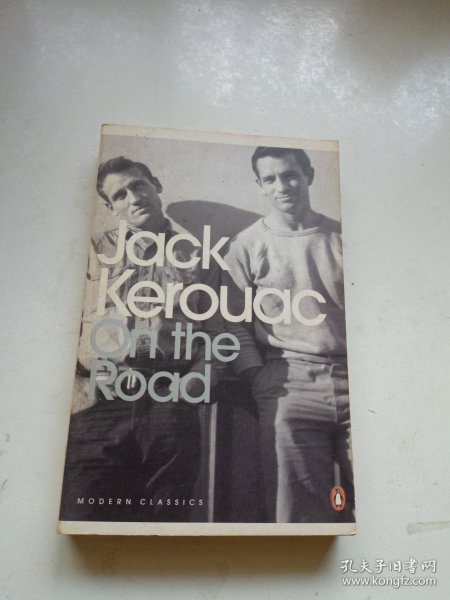 Jack
Kerouac
On the
Road
MODERN CLASSICS
孔夫子旧书网
www.kongfz.com